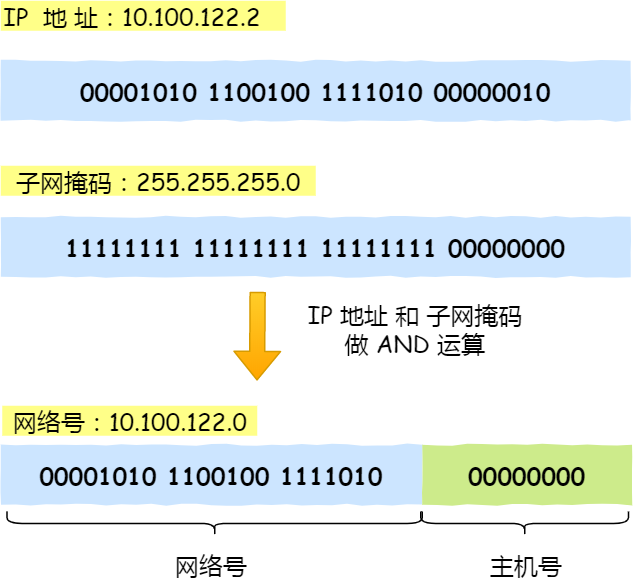 IP 地 址：10.100.122.2
00001010 1100100 1111010 00000010
子网掩码：255.255.255.0
11111111 11111111 11111111 00000000
IP 地址 和 子网掩码
做 AND 运算
网络号：10.100.122.0
00001010 1100100 1111010 00000000
网络号 主机号